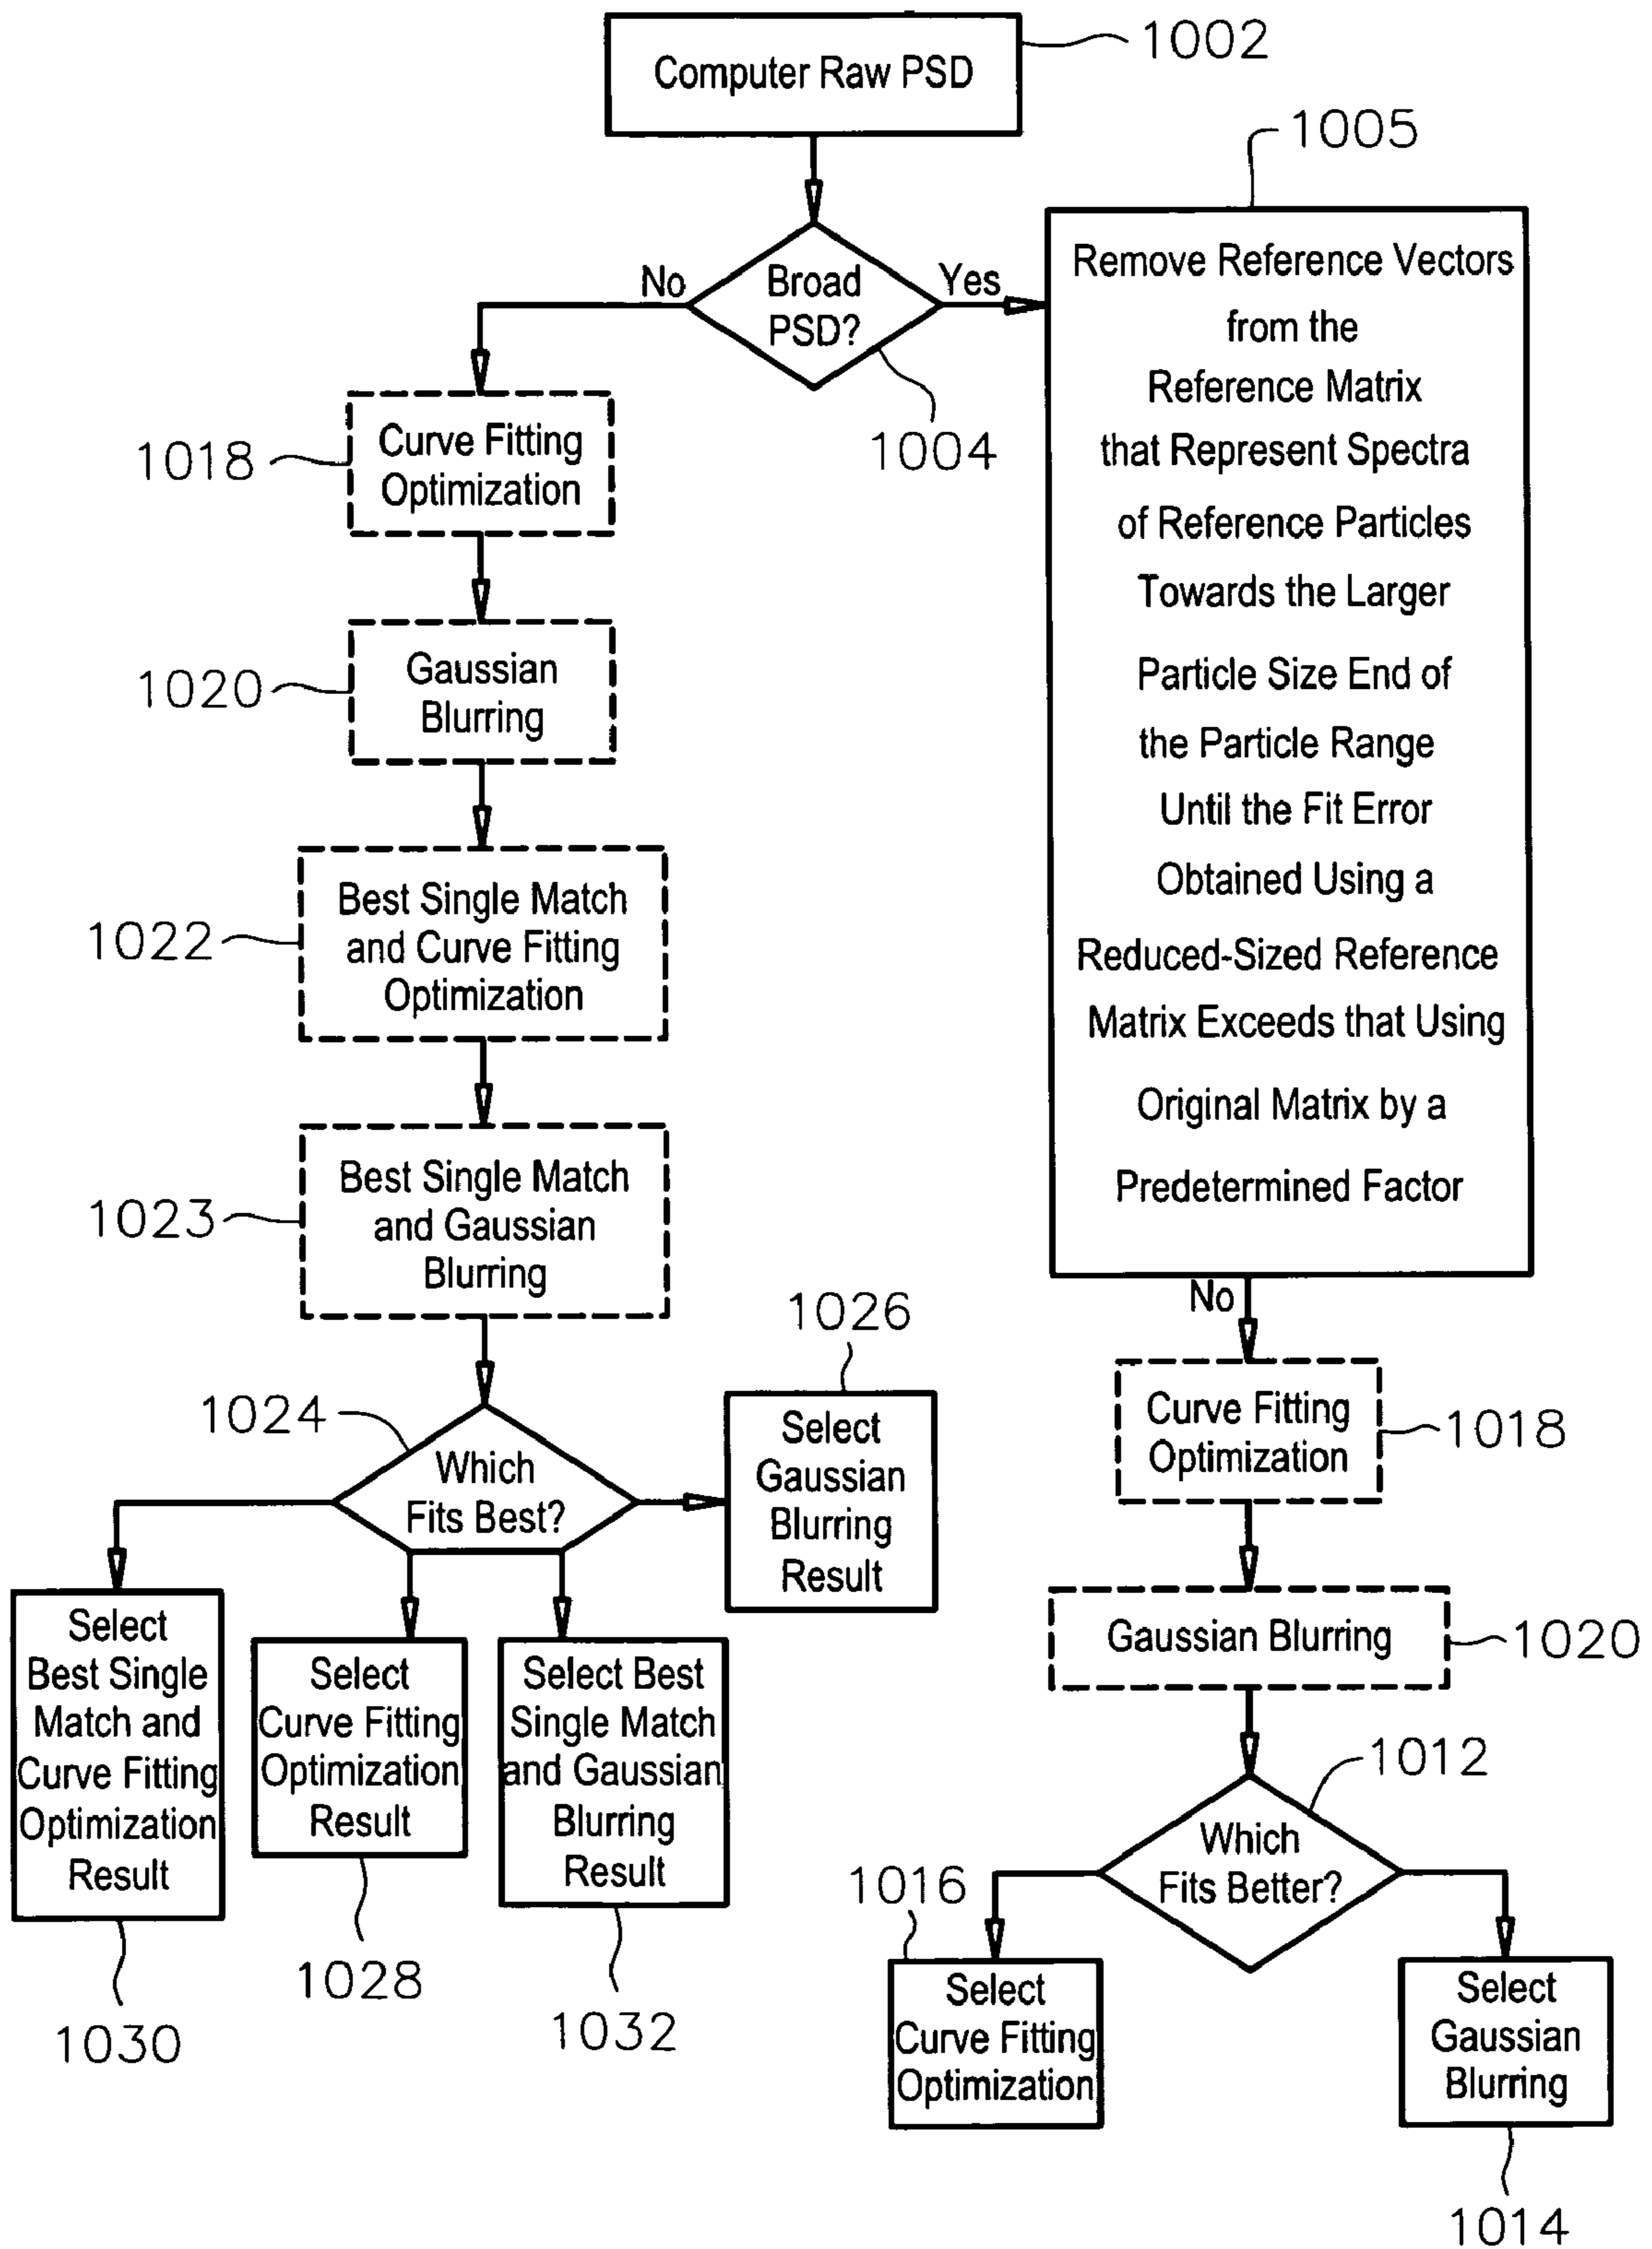 Computer Raw PSD
1002
1005
Broad
PSD?
No
Yes
1004
Remove Reference Vectors
from the
Reference Matrix
that Represent Spectra
of Reference Particles
Towards the Larger
Particle Size End of
the Particle Range
Until the Fit Error
Obtained Using a
Reduced-Sized Reference
Matrix Exceeds that Using
Original Matrix by a
Predetermined Factor
Curve Fitting
Optimization
1018
Gaussian
Blurring
1020
Best Single Match
and Curve Fitting
Optimization
1022
Best Single Match
and Gaussian
Blurring
1023
Which
Fits Best?
1024
1026
Select
Gaussian
Blurring
Result
Select
Best Single
Match and
Curve Fitting
Optimization
Result
1030
Select
Curve Fitting
Optimization
Result
1028
Select Best
Single Match
and Gaussian
Blurring
Result
1032
No
Curve Fitting
Optimization
1018
Gaussian Blurring
1020
Which
Fits Better?
1012
1016
Select
Curve Fitting
Optimization
Select
Gaussian
Blurring
1014